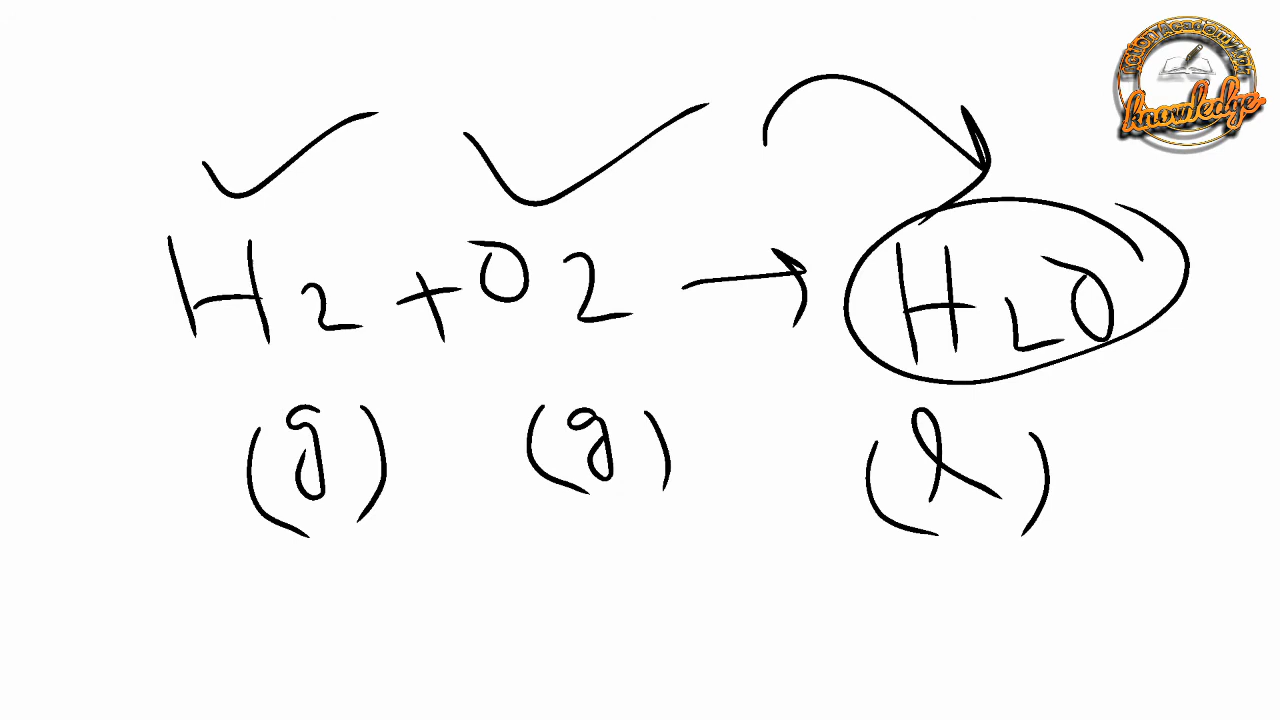 H2 + O2 → H2O
(g) (g) (l)
knowledge